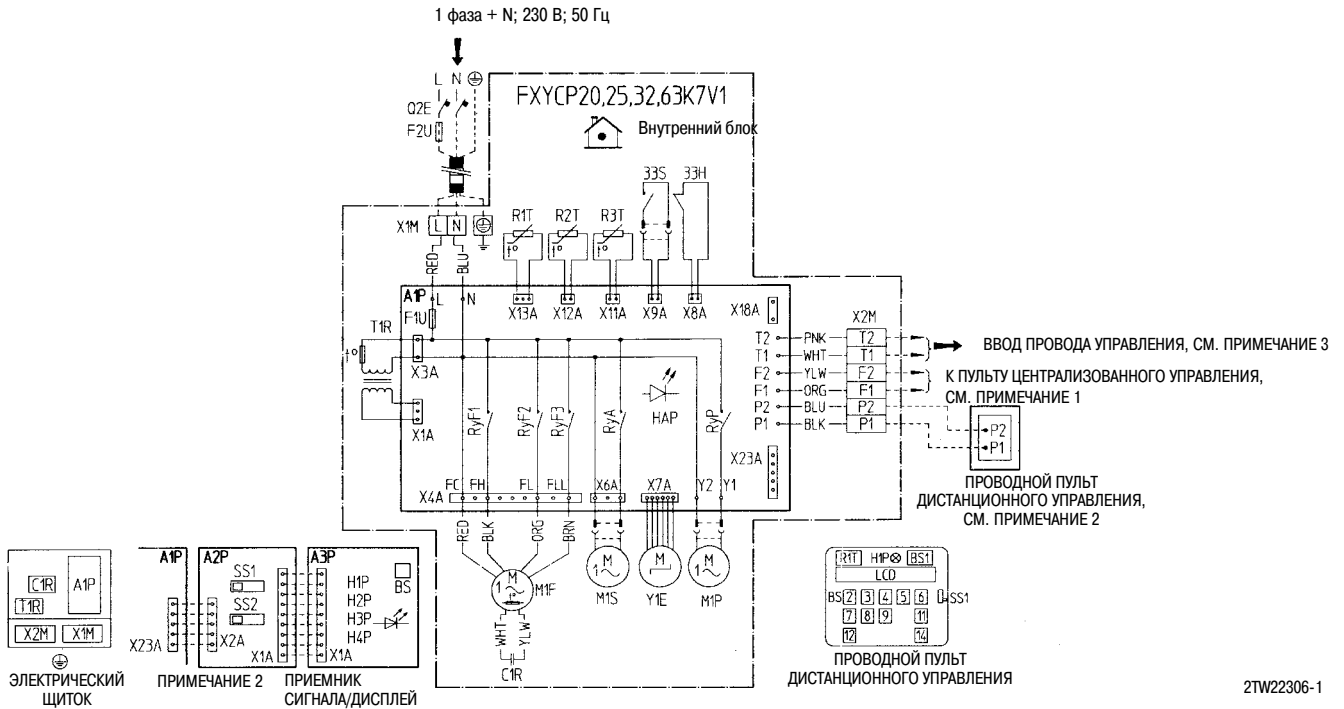 1 фаза + N; 230 В; 50 Гц
L N
Q2E
F2U
FXYCP20,25,32,63K7V1
Внутренний блок
33S 33H
X1M L N
R1T R2T R3T
RED BLU
A1P
L N
F1U
T1R
t°
X3A
X1A
X13A X12A X11A X9A X8A
X18A
X2M
T2 PNK T2
T1 WHT T1
F2 YLW F2
F1 ORG F1
P2 BLU P2
P1 BLK P1
ВВОД ПРОВОДА УПРАВЛЕНИЯ, СМ. ПРИМЕЧАНИЕ 3
К ПУЛЬТУ ЦЕНТРАЛИЗОВАННОГО УПРАВЛЕНИЯ,
СМ. ПРИМЕЧАНИЕ 1
P2
P1
ПРОВОДНОЙ ПУЛЬТ
ДИСТАНЦИОННОГО УПРАВЛЕНИЯ,
СМ. ПРИМЕЧАНИЕ 2
RyF1 RyF2 RyF3 RyA HAP RyP
X23A
X4A FC FH FL FLL X6A X7A Y2 Y1
RED BLK ORG BRN
M 1~ M1F
M 1~ M1S
M Y1E
M 1~ M1P
WHT YLW
C1R
C1R A1P
T1R
X2M X1M
ЭЛЕКТРИЧЕСКИЙ
ЩИТОК
A1P A2P A3P
SS1
SS2
X23A X2A
X1A X1A
BS
H1P
H2P
H3P
H4P
ПРИМЕЧАНИЕ 2
ПРИЕМНИК
СИГНАЛА/ДИСПЛЕЙ
R1T H1P BS1
LCD
BS 2 3 4 5 6 SS1
7 8 9 11
12 14
ПРОВОДНОЙ ПУЛЬТ
ДИСТАНЦИОННОГО УПРАВЛЕНИЯ
2TW22306-1